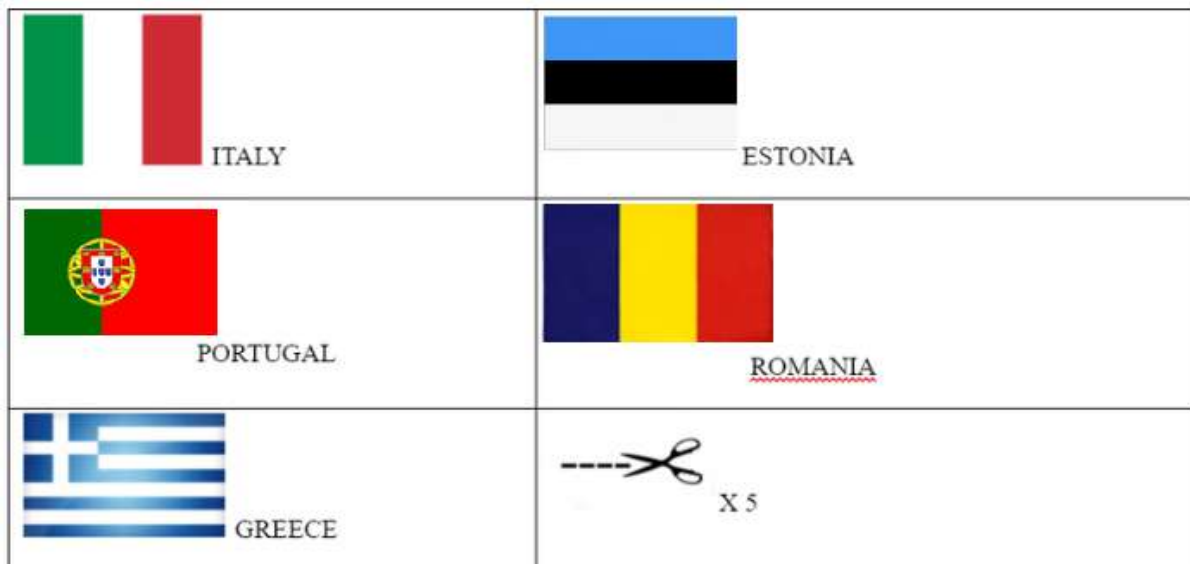 ITALY
ESTONIA
PORTUGAL
ROMANIA
GREECE
X 5